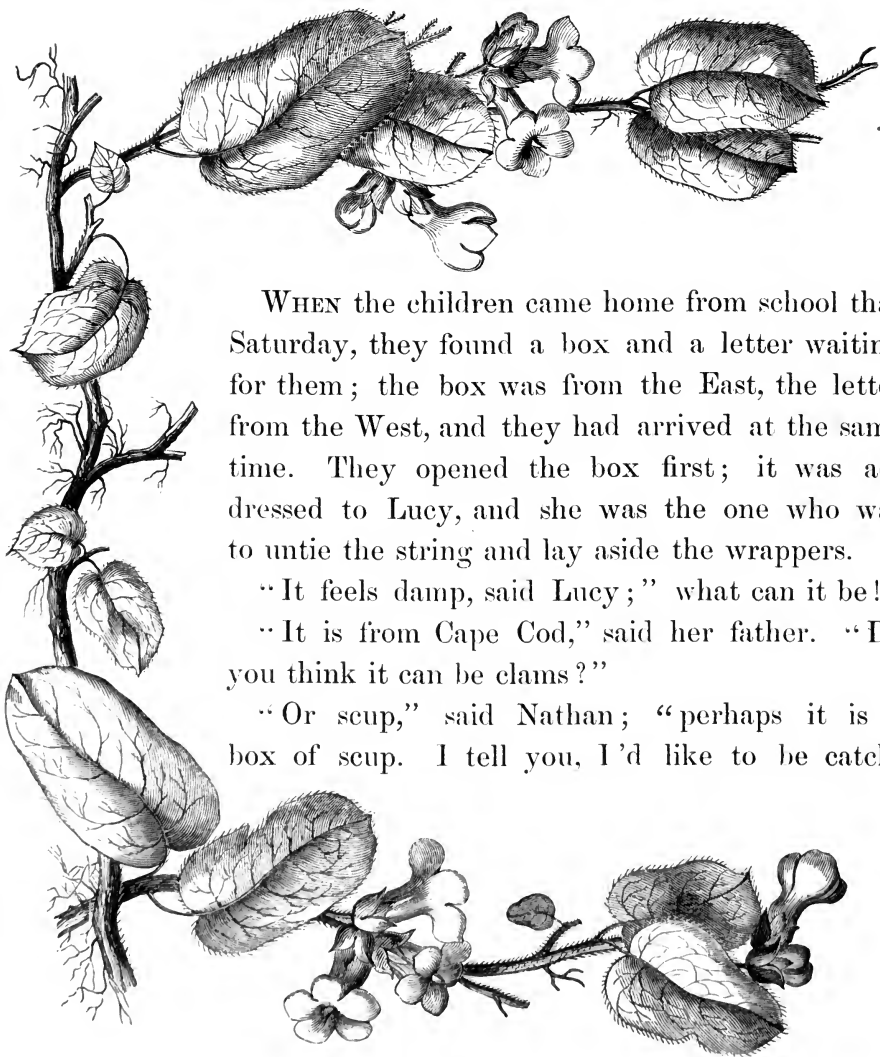 WHEN the children came home from school tha
Saturday, they found a box and a letter waitin
for them; the box was from the East, the lette
from the West, and they had arrived at the sam
time. They opened the box first; it was a
dressed to Lucy, and she was the one who wa
to untie the string and lay aside the wrappers.
“It feels damp, said Lucy;” what can it be!
“It is from Cape Cod,” said her father. “
you think it can be clams?”
“Or scup,” said Nathan; “perhaps it is
box of scup. I tell you, I'd like to be catc